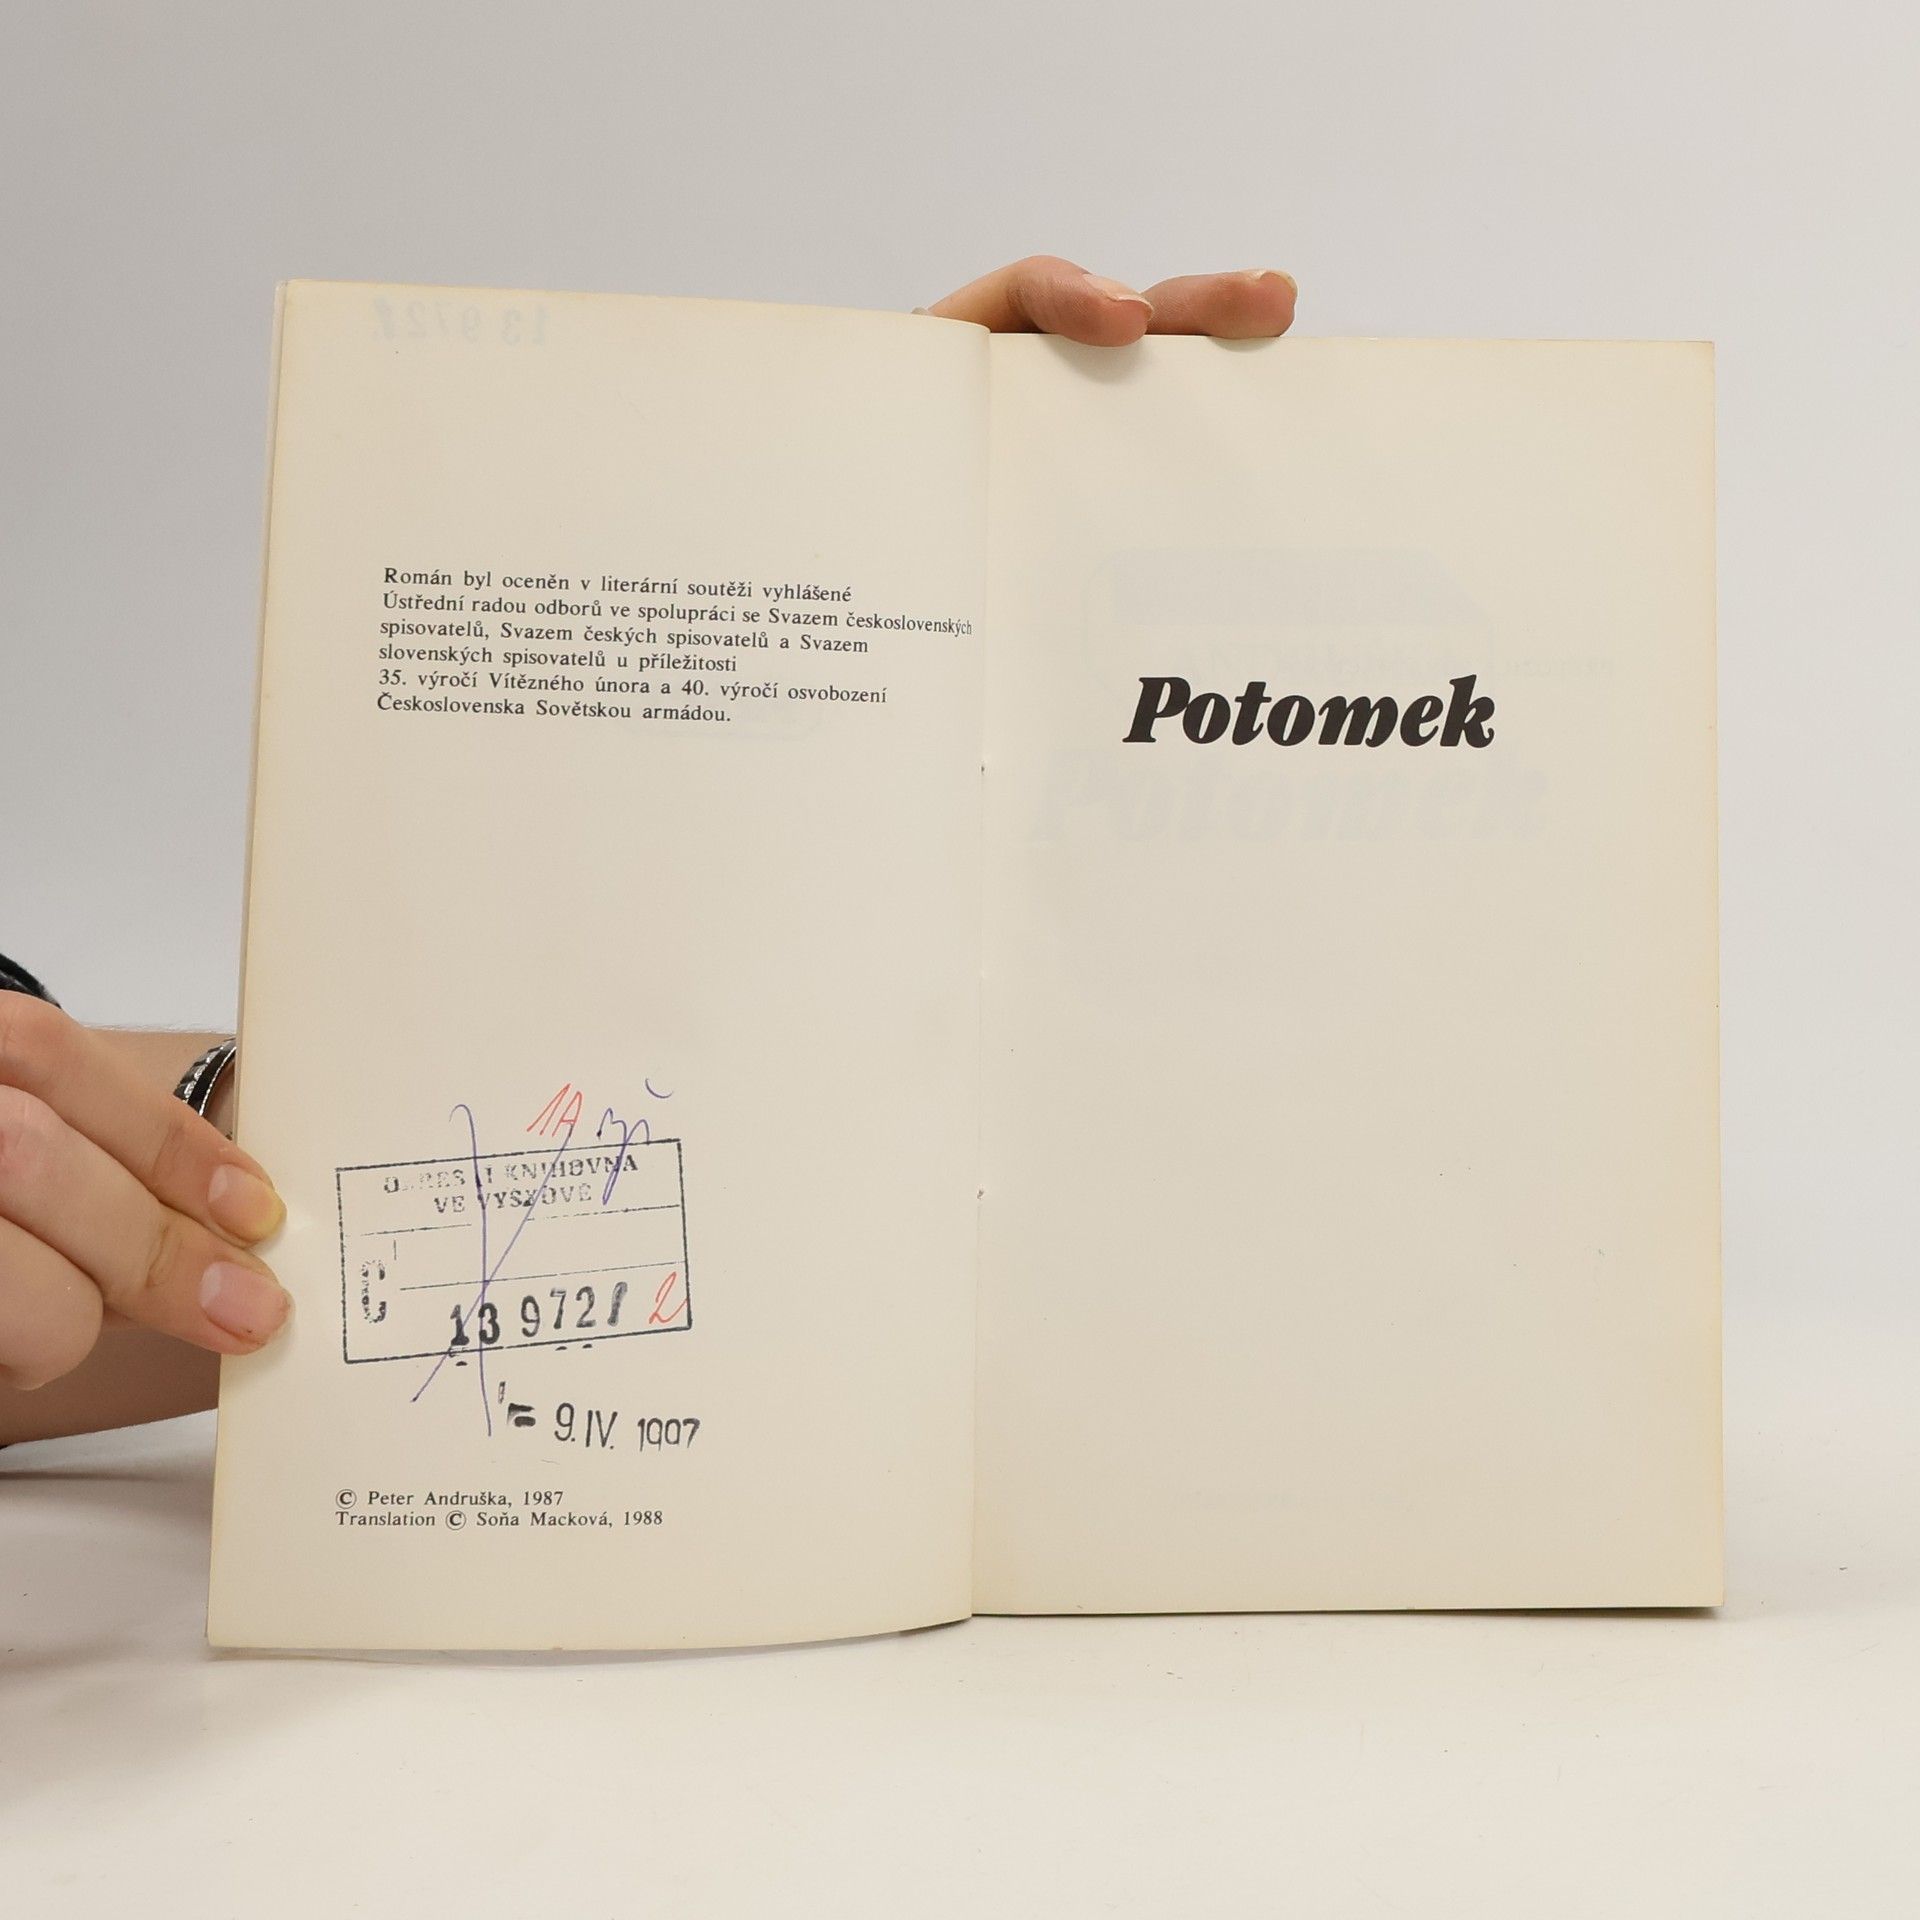 Román byl oceněn v literární soutěži vyhlášené
Ústřední radou odborů ve spolupráci se Svazem československých
spisovatelů, Svazem českých spisovatelů a Svazem
slovenských spisovatelů u příležitosti
35. výročí Vítězného února a 40. výročí osvobození
Československa Sovětskou armádou.
1A
KNIHOVNA
VE VYŠKOVĚ
C
13 972/ 2
9. IV. 1997
© Peter Andruška, 1987
Translation © Soňa Macková, 1988
Potomek